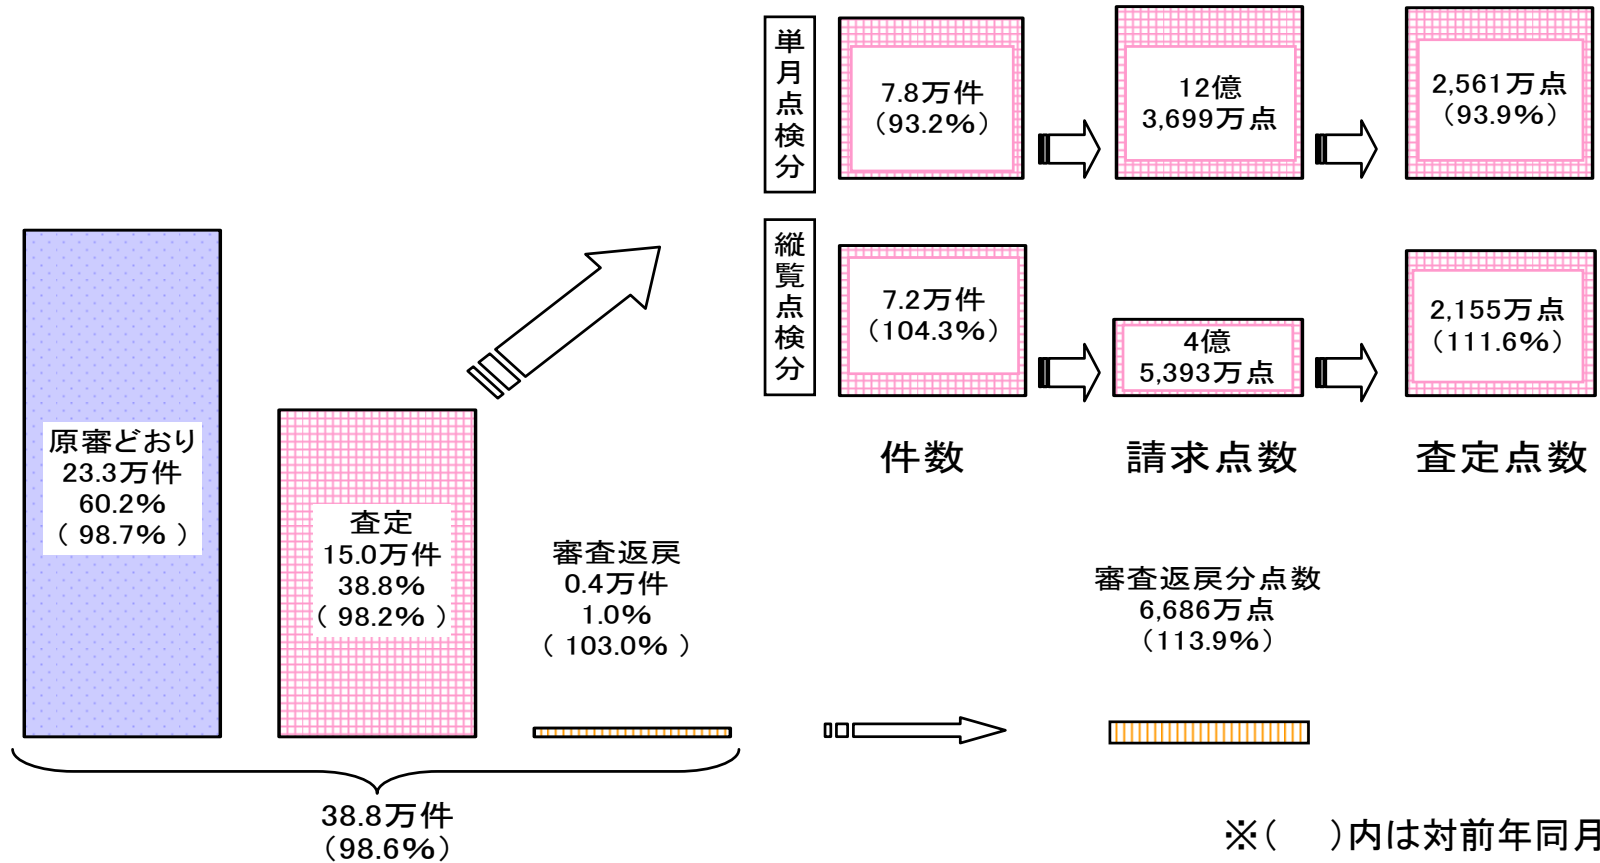 単月点検分
7.8万件
(93.2%)
12億
3,699万点
2,561万点
(93.9%)
縦覧点検分
7.2万件
(104.3%)
4億
5,393万点
2,155万点
(111.6%)
件数
請求点数
査定点数
原審どおり
23.3万件
60.2%
( 98.7% )
査定
15.0万件
38.8%
( 98.2% )
審査返戻
0.4万件
1.0%
( 103.0% )
審査返戻分点数
6,686万点
(113.9%)
38.8万件
(98.6%)
※(　)内は対前年同月